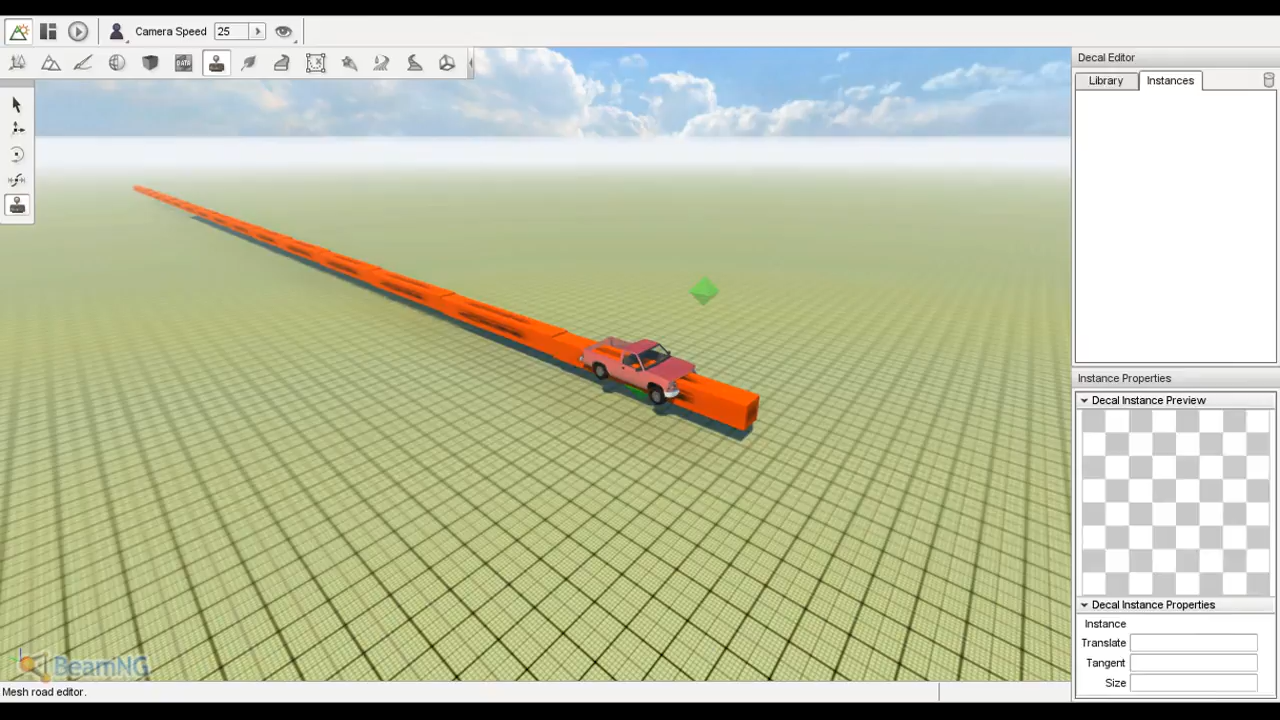 Camera Speed 25
DATA
Decal Editor
Library Instances
Instance Properties
Decal Instance Preview
Decal Instance Properties
Instance
Translate
Tangent
Size
BeamNG
Mesh road editor.